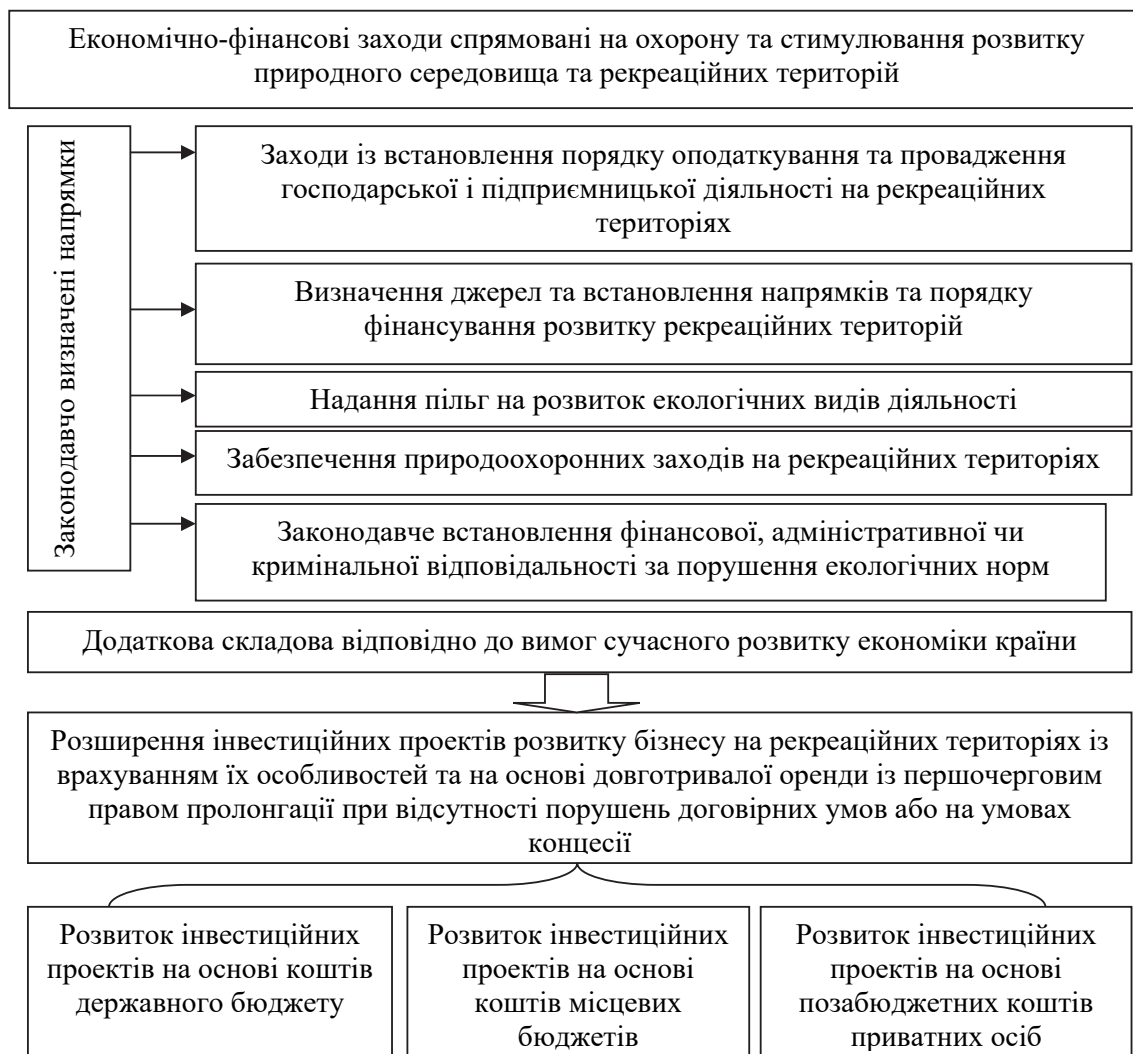 Економічно-фінансові заходи спрямовані на охорону та стимулювання розвитку
природного середовища та рекреаційних територій
Законодавчо визначені напрямки
Заходи із встановлення порядку оподаткування та провадження
господарської і підприємницької діяльності на рекреаційних
територіях
Визначення джерел та встановлення напрямків та порядку
фінансування розвитку рекреаційних територій
Надання пільг на розвиток екологічних видів діяльності
Забезпечення природоохоронних заходів на рекреаційних територіях
Законодавче встановлення фінансової, адміністративної чи
кримінальної відповідальності за порушення екологічних норм
Додаткова складова відповідно до вимог сучасного розвитку економіки країни
Розширення інвестиційних проектів розвитку бізнесу на рекреаційних територіях із
врахуванням їх особливостей та на основі довготривалої оренди із першочерговим
правом пролонгації при відсутності порушень договірних умов або на умовах
концесії
Розвиток інвестиційних
проектів на основі коштів
державного бюджету
Розвиток інвестиційних
проектів на основі
коштів місцевих
бюджетів
Розвиток інвестиційних
проектів на основі
позабюджетних коштів
приватних осіб